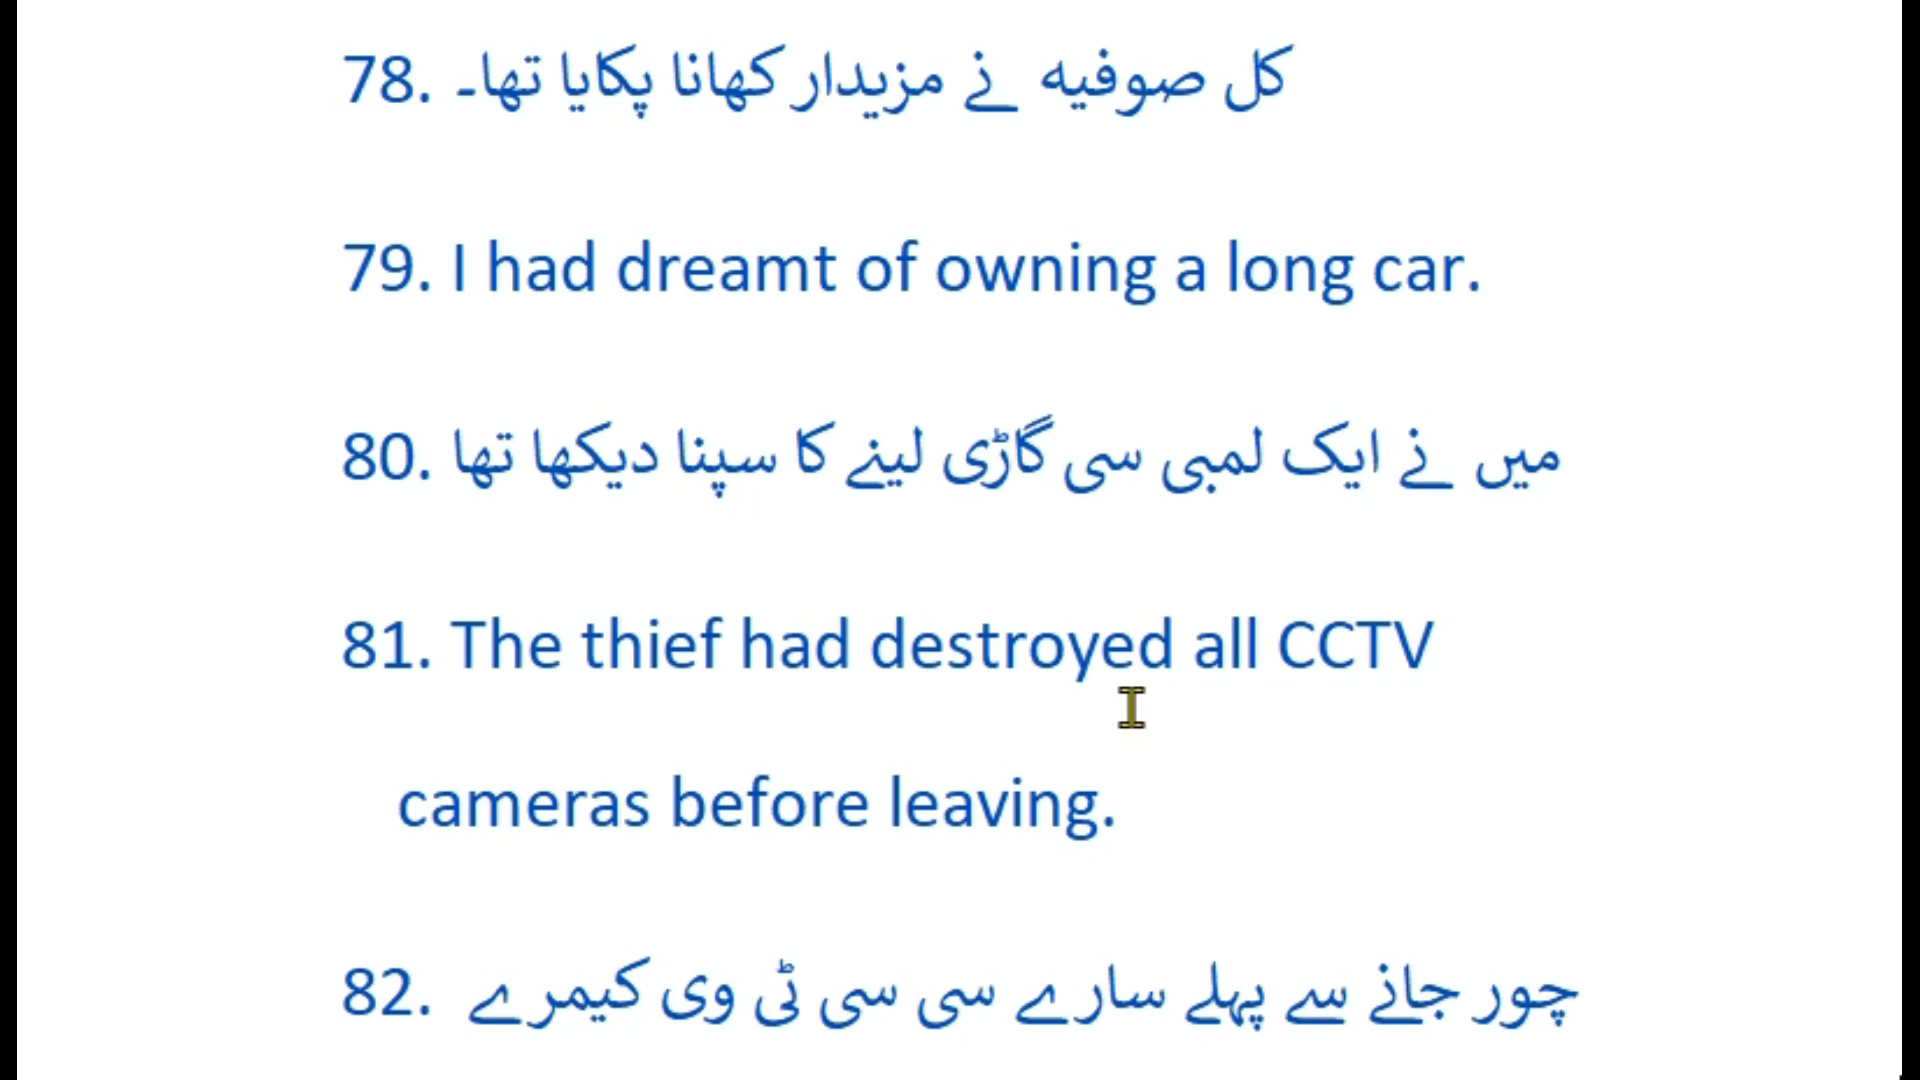 78. کل صوفیہ نے مزیدار کھانا پکایا تھا۔
79. I had dreamt of owning a long car.
80. میں نے ایک لمبی سی گاڑی لینے کا سپنا دیکھا تھا
81. The thief had destroyed all CCTV
cameras before leaving.
82. چور جانے سے پہلے سارے سی سی ٹی وی کیمرے